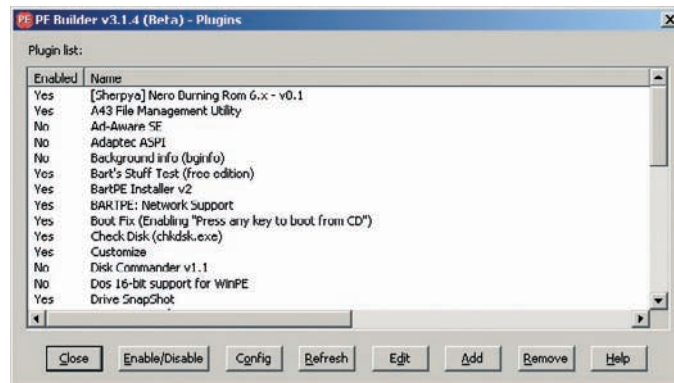 PE PE Builder v3.1.4 (Beta) - Plugins
Plugin list:
Enabled Name
Yes [Sherpya] Nero Burning Rom 6.x - v0.1
Yes A43 File Management Utility
No Ad-Aware SE
No Adaptec ASPI
No Background info (bginfo)
Yes Bart's Stuff Test (free edition)
Yes BartPE Installer v2
Yes BARTPE: Network Support
Yes Boot Fix (Enabling "Press any key to boot from CD")
Yes Check Disk (chkdsk.exe)
Yes Customize
No Disk Commander v1.1
No Dos 16-bit support for WinPE
Yes Drive SnapShot
Close Enable/Disable Config Refresh Edit Add Remove Help